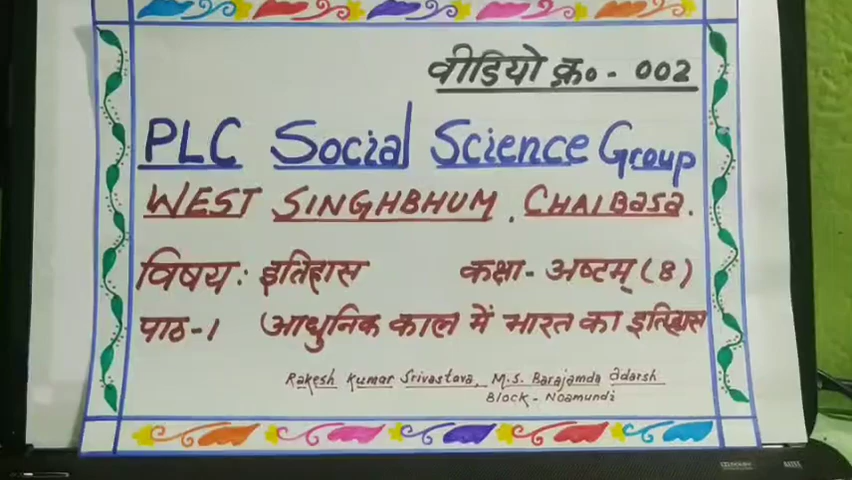 वीडियो क्र०- 002
PLC Social Science Group
WEST SINGHBHUM, CHAIBaSa.
विषय: इतिहास कक्षा- अष्टम् (8)
पाठ-1 आधुनिक काल में भारत का इतिहास
Rakesh Kumar Srivastava, M.S. Barajamda adarsh
Block- Noamundi